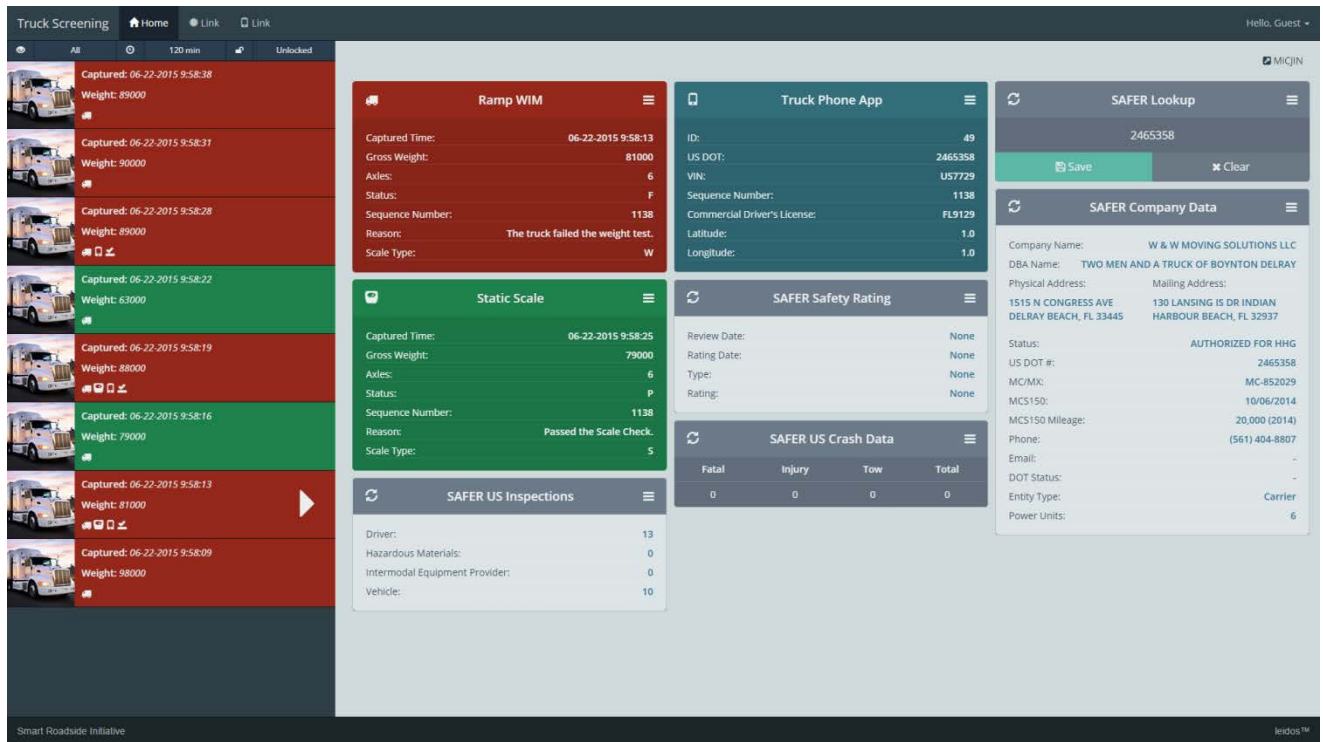 Truck Screening Home Link Link Hello, Guest
All 120 min Unlocked
Captured: 06-22-2015 9:58:38
Weight: 89000
Captured: 06-22-2015 9:58:31
Weight: 90000
Captured: 06-22-2015 9:58:28
Weight: 89000
Captured: 06-22-2015 9:58:22
Weight: 63000
Captured: 06-22-2015 9:58:19
Weight: 88000
Captured: 06-22-2015 9:58:16
Weight: 79000
Captured: 06-22-2015 9:58:13
Weight: 81000
Captured: 06-22-2015 9:58:09
Weight: 98000
MiCJIN
Ramp WIM
Captured Time: 06-22-2015 9:58:13
Gross Weight: 81000
Axles: 6
Status: F
Sequence Number: 1138
Reason: The truck failed the weight test.
Scale Type: W
Static Scale
Captured Time: 06-22-2015 9:58:25
Gross Weight: 79000
Axles: 6
Status: P
Sequence Number: 1138
Reason: Passed the Scale Check.
Scale Type: S
SAFER US Inspections
Driver: 13
Hazardous Materials: 0
Intermodal Equipment Provider: 0
Vehicle: 10
Truck Phone App
ID: 49
US DOT: 2465358
VIN: US7729
Sequence Number: 1138
Commercial Driver's License: FL9129
Latitude: 1.0
Longitude: 1.0
SAFER Safety Rating
Review Date: None
Rating Date: None
Type: None
Rating: None
SAFER US Crash Data
Fatal Injury Tow Total
0 0 0 0
SAFER Lookup
2465358
Save Clear
SAFER Company Data
Company Name: W & W MOVING SOLUTIONS LLC
DBA Name: TWO MEN AND A TRUCK OF BOYNTON DELRAY
Physical Address: Mailing Address:
1515 N CONGRESS AVE 130 LANSING IS DR INDIAN
DELRAY BEACH, FL 33445 HARBOUR BEACH, FL 32937
Status: AUTHORIZED FOR HHG
US DOT #: 2465358
MC/MX: MC-852029
MCS150: 10/06/2014
MCS150 Mileage: 20,000 (2014)
Phone: (561) 404-8807
Email: -
DOT Status: -
Entity Type: Carrier
Power Units: 6
Smart Roadside Initiative leidos™